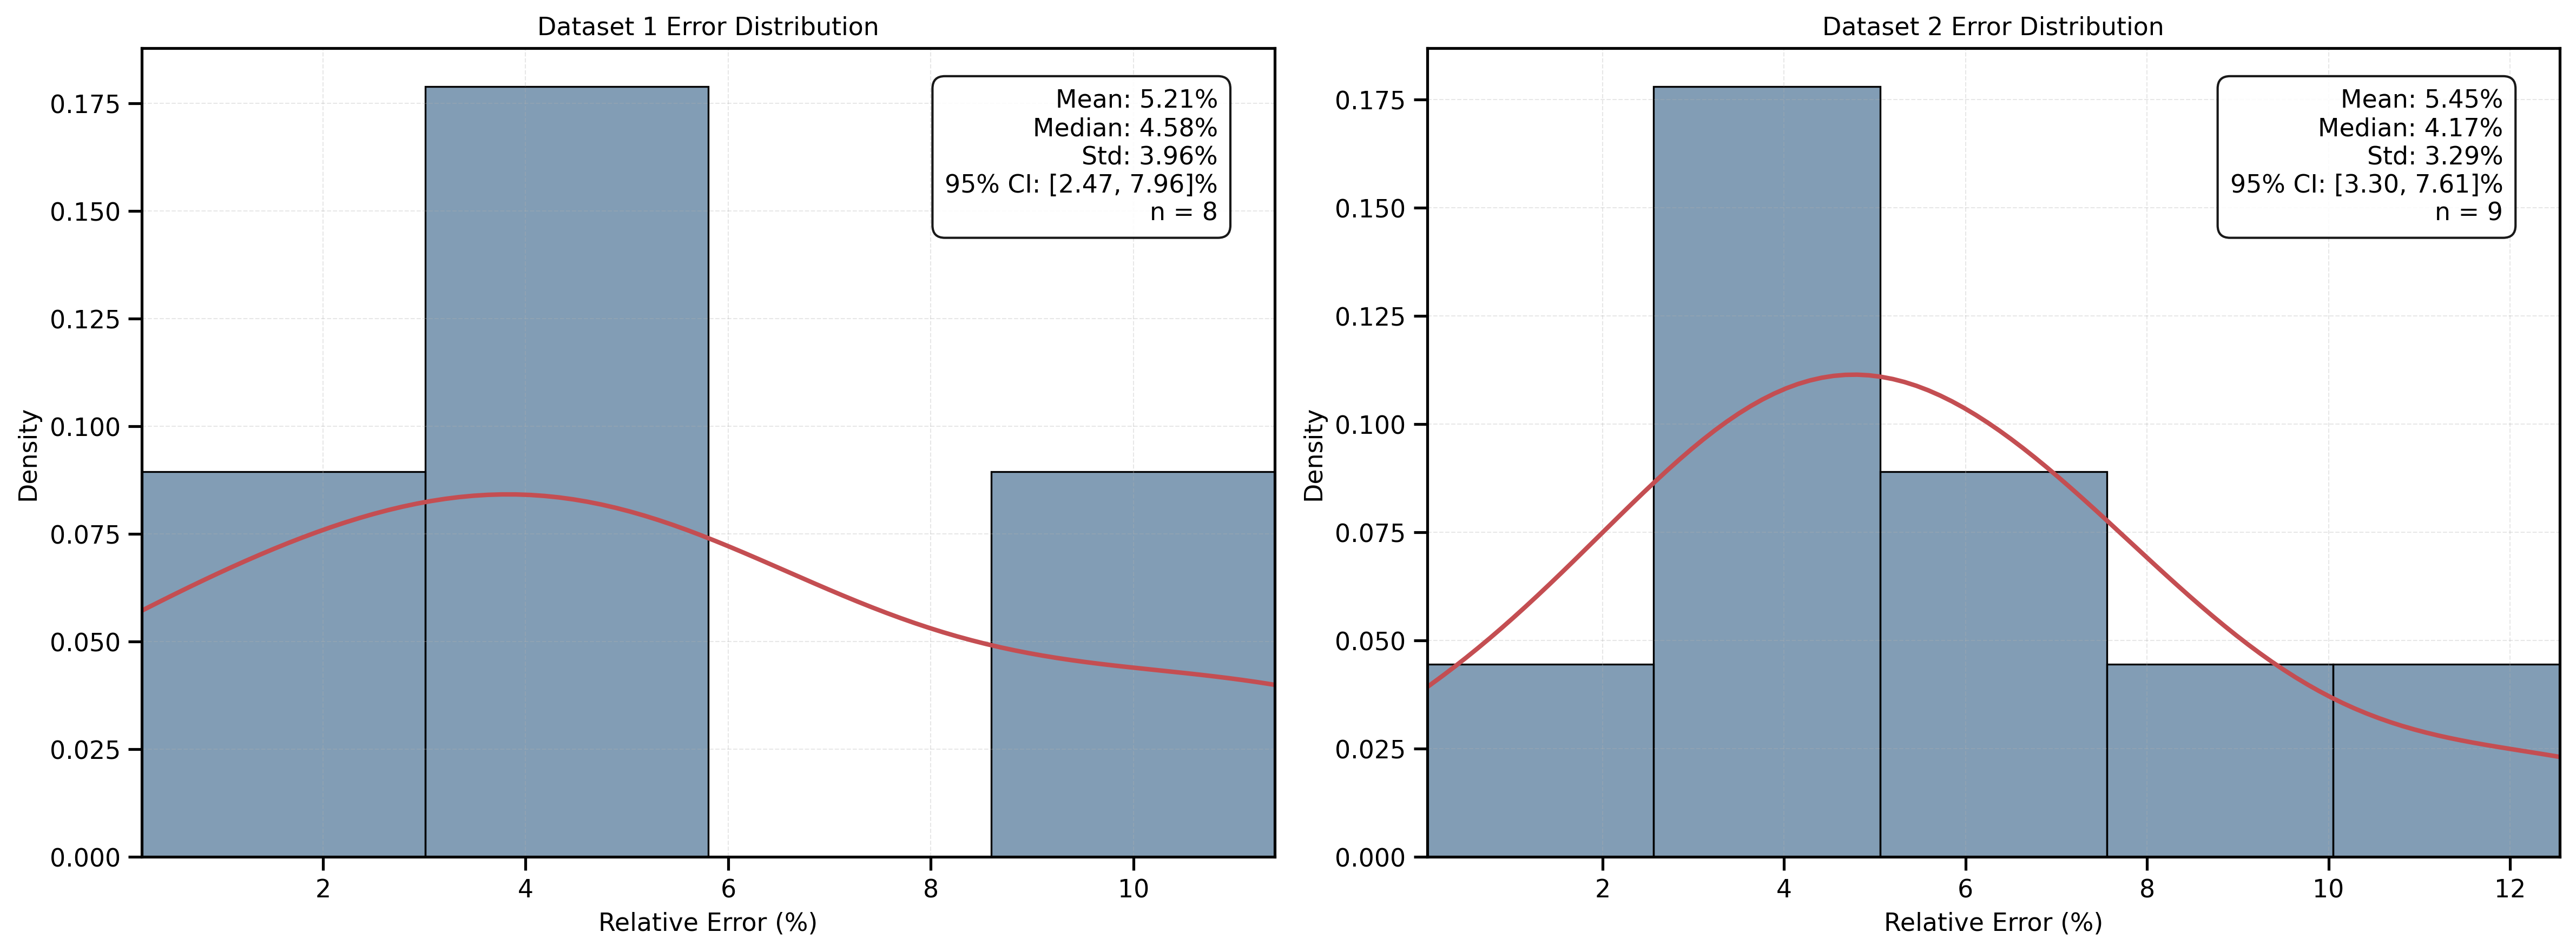 Dataset 1 Error Distribution
Mean: 5.21%
Median: 4.58%
Std: 3.96%
95% CI: [2.47, 7.96]%
n = 8
Density
0.175
0.150
0.125
0.100
0.075
0.050
0.025
0.000
2 4 6 8 10
Relative Error (%)
Dataset 2 Error Distribution
Mean: 5.45%
Median: 4.17%
Std: 3.29%
95% CI: [3.30, 7.61]%
n = 9
Density
0.175
0.150
0.125
0.100
0.075
0.050
0.025
0.000
2 4 6 8 10 12
Relative Error (%)